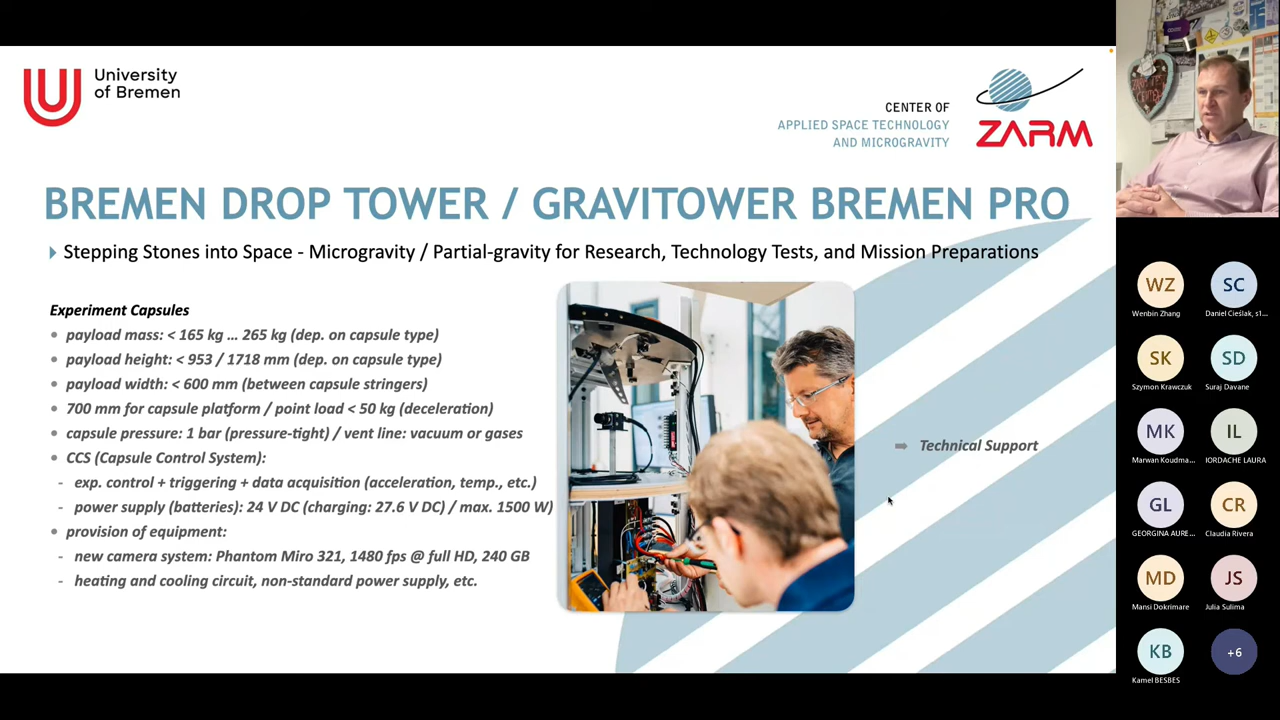 University
of Bremen
CENTER OF
APPLIED SPACE TECHNOLOGY
AND MICROGRAVITY
ZARM
BREMEN DROP TOWER / GRAVITOWER BREMEN PRO
Stepping Stones into Space - Microgravity / Partial-gravity for Research, Technology Tests, and Mission Preparations
Experiment Capsules
• payload mass: < 165 kg ... 265 kg (dep. on capsule type)
• payload height: < 953 / 1718 mm (dep. on capsule type)
• payload width: < 600 mm (between capsule stringers)
• 700 mm for capsule platform / point load < 50 kg (deceleration)
• capsule pressure: 1 bar (pressure-tight) / vent line: vacuum or gases
• CCS (Capsule Control System):
- exp. control + triggering + data acquisition (acceleration, temp., etc.)
- power supply (batteries): 24 V DC (charging: 27.6 V DC) / max. 1500 W)
• provision of equipment:
- new camera system: Phantom Miro 321, 1480 fps @ full HD, 240 GB
- heating and cooling circuit, non-standard power supply, etc.
Technical Support
WZ
Wenbin Zhang
SC
Daniel Cieślak, s1...
SK
Szymon Krawczuk
SD
Suraj Davane
MK
Marwan Koudma...
IL
IORDACHE LAURA
GL
GEORGINA AURE...
CR
Claudia Rivera
MD
Mansi Dokrimare
JS
Julia Sulima
KB
Kamel BESBES
+6